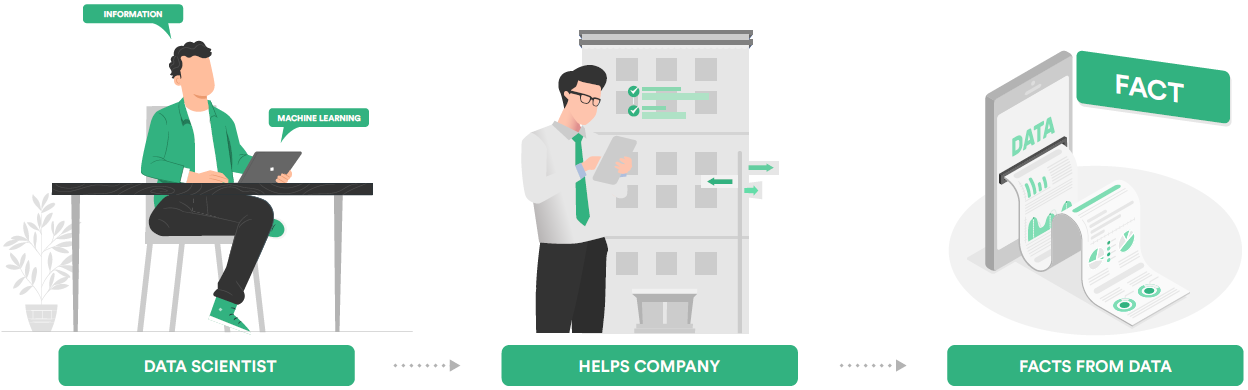 INFORMATION
MACHINE LEARNING
FACT
DATA
DATA SCIENTIST
HELPS COMPANY
FACTS FROM DATA